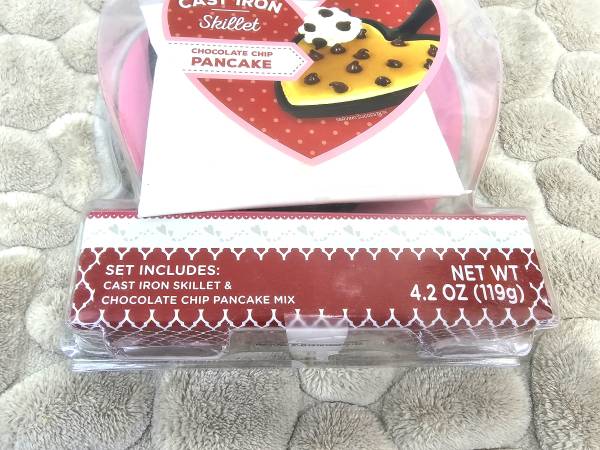 CAST IRON
Skillet
CHOCOLATE CHIP
PANCAKE
SET INCLUDES:
CAST IRON SKILLET &
CHOCOLATE CHIP PANCAKE MIX
NET WT
4.2 OZ (119g)